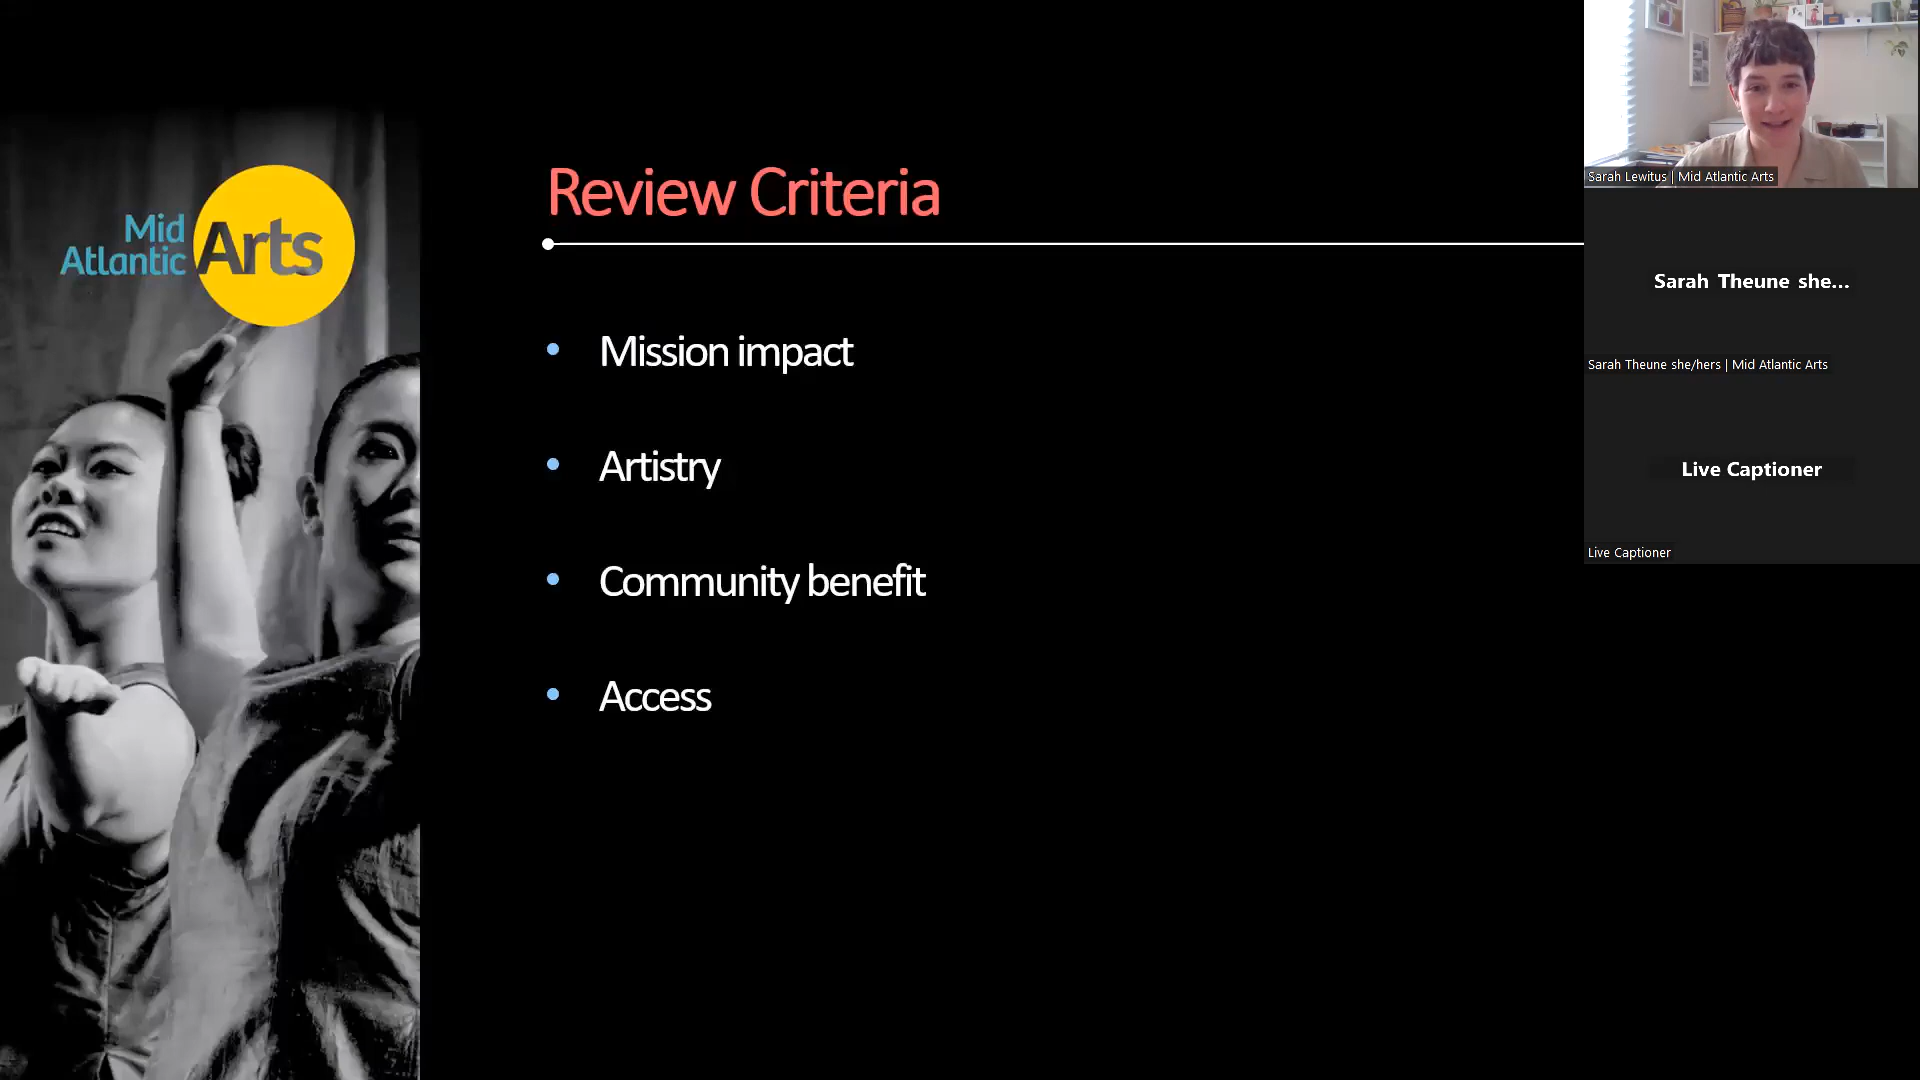 Mid
Atlantic
Arts
Review Criteria
• Mission impact
• Artistry
• Community benefit
• Access
Sarah Lewitus | Mid Atlantic Arts
Sarah Theune she...
Sarah Theune she/hers | Mid Atlantic Arts
Live Captioner
Live Captioner